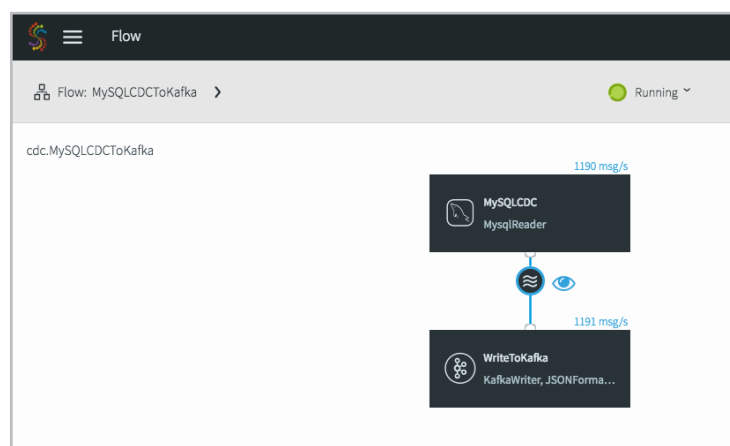 Flow
Flow: MySQLCDCToKafka
Running
cdc.MySQLCDCToKafka
1190 msg/s
MySQLCDC
MysqlReader
1191 msg/s
WriteToKafka
KafkaWriter, JSONForma...